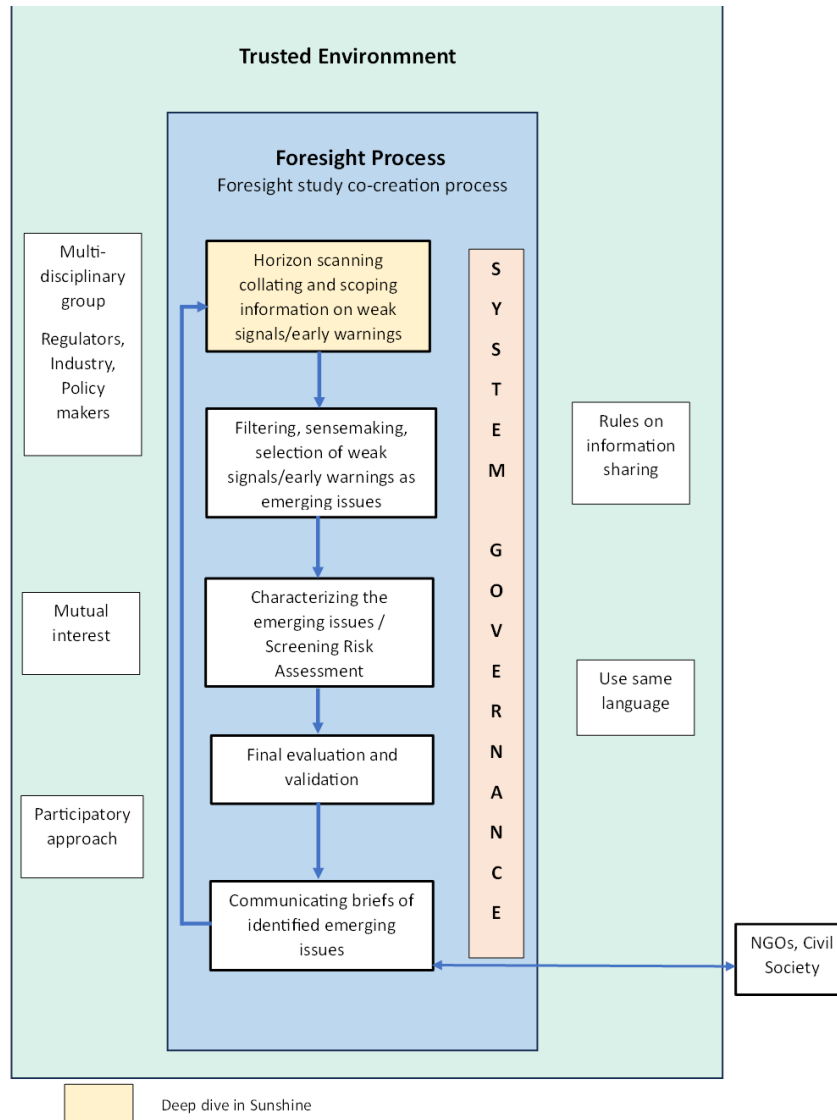 Trusted Environmnent
Foresight Process
Foresight study co-creation process
Multi-
disciplinary
group
Regulators,
Industry,
Policy
makers
Mutual
interest
Participatory
approach
Horizon scanning
collating and scoping
information on weak
signals/early warnings
Filtering, sensemaking,
selection of weak
signals/early warnings as
emerging issues
Characterizing the
emerging issues /
Screening Risk
Assessment
Final evaluation and
validation
Communicating briefs of
identified emerging
issues
S
Y
S
T
E
M
G
O
V
E
R
N
A
N
C
E
Rules on
information
sharing
Use same
language
NGOs, Civil
Society
Deep dive in Sunshine